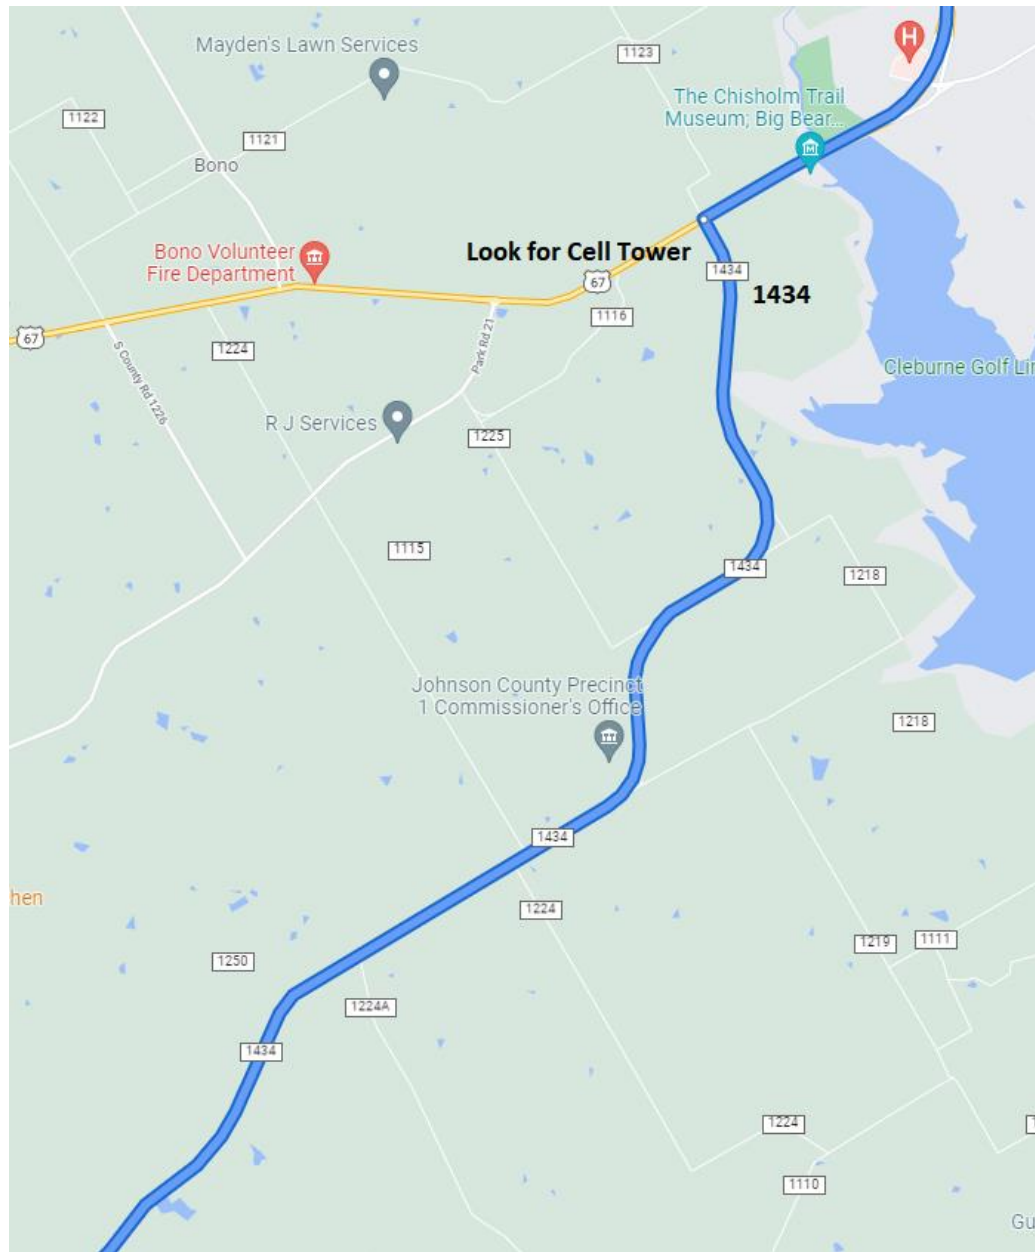 Mayden's Lawn Services
1123
H
The Chisholm Trail
Museum; Big Bear...
M
1122
1121
Bono
Bono Volunteer
Fire Department
Look for Cell Tower
1434
1434
67
67
1116
1224
Park Rd 21
S County Rd 1226
Cleburne Golf Lin
R J Services
1225
1115
1434
1218
Johnson County Precinct
1 Commissioner's Office
1218
1434
hen
1224
1219
1111
1250
1224A
1434
1224
1110
Gu